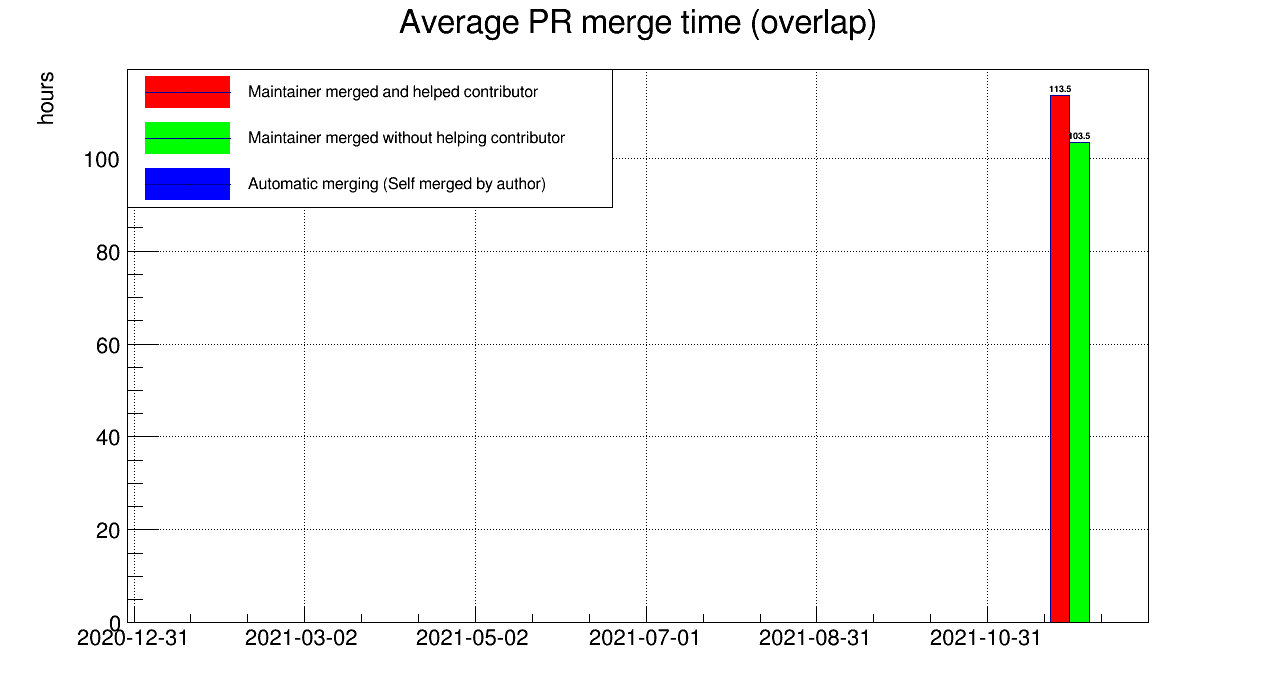 Average PR merge time (overlap)
hours
Maintainer merged and helped contributor
Maintainer merged without helping contributor
Automatic merging (Self merged by author)
113.5
103.5
100
80
60
40
20
0
2020-12-31 2021-03-02 2021-05-02 2021-07-01 2021-08-31 2021-10-31